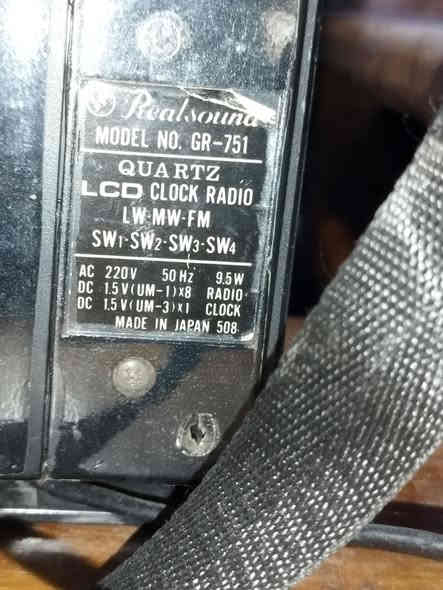 Realsound
MODEL NO. GR-751
QUARTZ
LCD CLOCK RADIO
LW·MW·FM
SW1·SW2·SW3·SW4
AC 220V 50Hz 9.5W
DC 1.5V(UM-1)×8 RADIO
DC 1.5V(UM-3)×1 CLOCK
MADE IN JAPAN 508